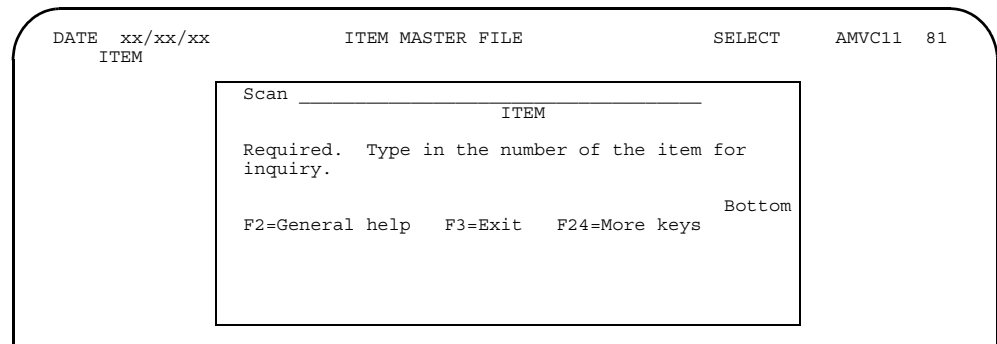 DATE xx/xx/xx ITEM MASTER FILE SELECT AMVC11 81
ITEM
Scan ____________________________________
ITEM
Required. Type in the number of the item for
inquiry.
Bottom
F2=General help F3=Exit F24=More keys